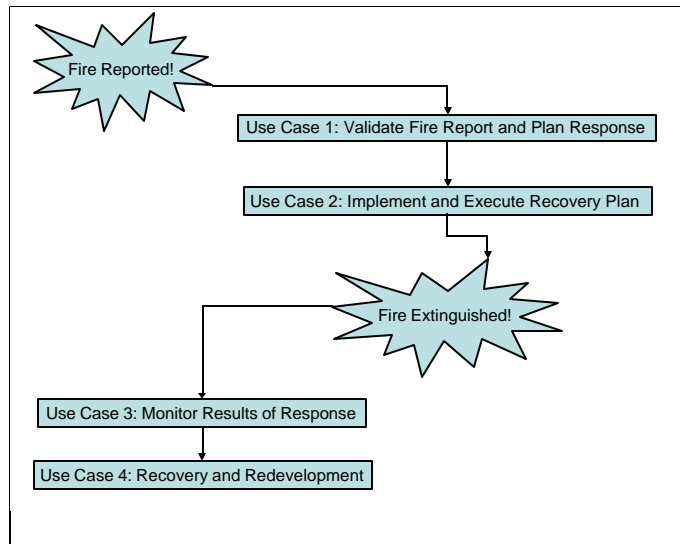 Fire Reported!
Use Case 1: Validate Fire Report and Plan Response
Use Case 2: Implement and Execute Recovery Plan
Fire Extinguished!
Use Case 3: Monitor Results of Response
Use Case 4: Recovery and Redevelopment